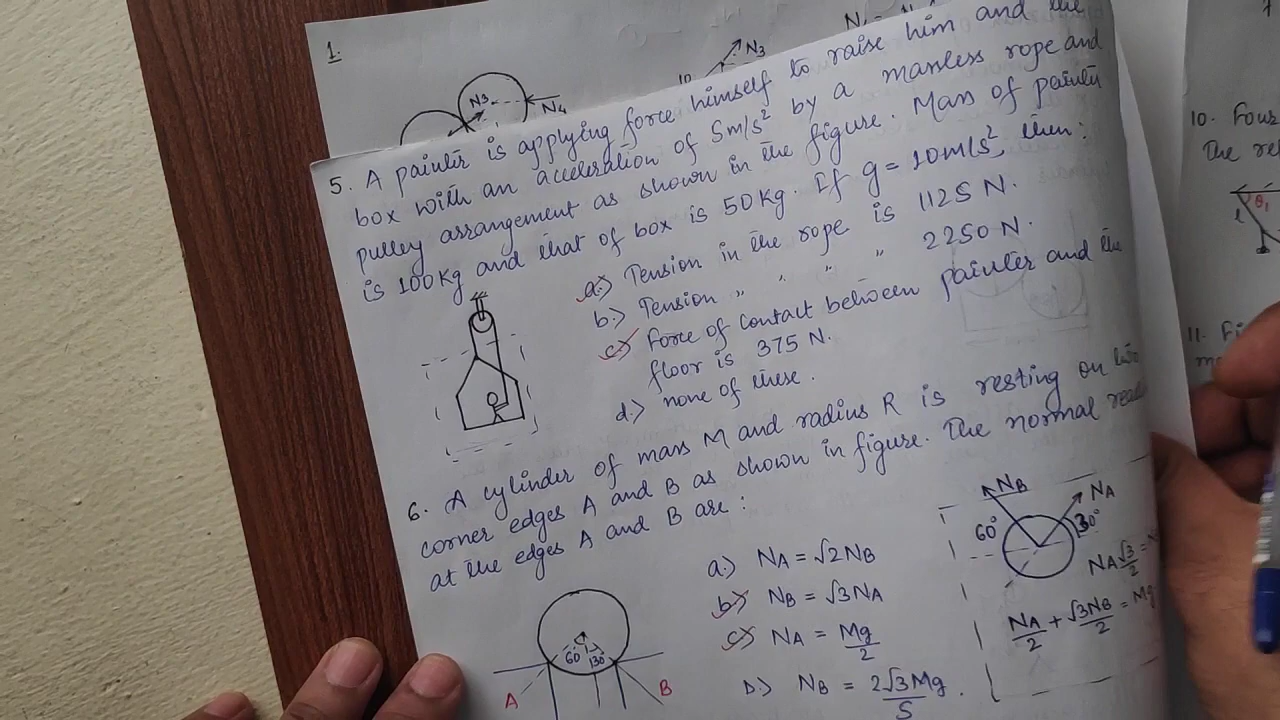 1.
N3
N3
N4
5. A painter is applying force himself to raise him and the
box with an acceleration of 5m/s² by a massless rope and
pulley arrangement as shown in the figure. Mass of painter
is 100Kg and that of box is 50Kg. If g = 10m/s², then:
a.) Tension in the rope is 1125 N.
b.) Tension " " " " 2250 N.
c.) Force of contact between painter and the
floor is 375 N.
d.) none of these.
6. A cylinder of mass M and radius R is resting on two
corner edges A and B as shown in figure. The normal
at the edges A and B are:
a.) NA = √2NB
b.) NB = √3NA
c.) NA = Mg/2
D.) NB = 2√3Mg/5.
60° 30°
A B
NB NA
60° 30°
NA√3/2 =
NA/2 + √3NB/2 = Mg
10. Four
The
θ1
l
11.